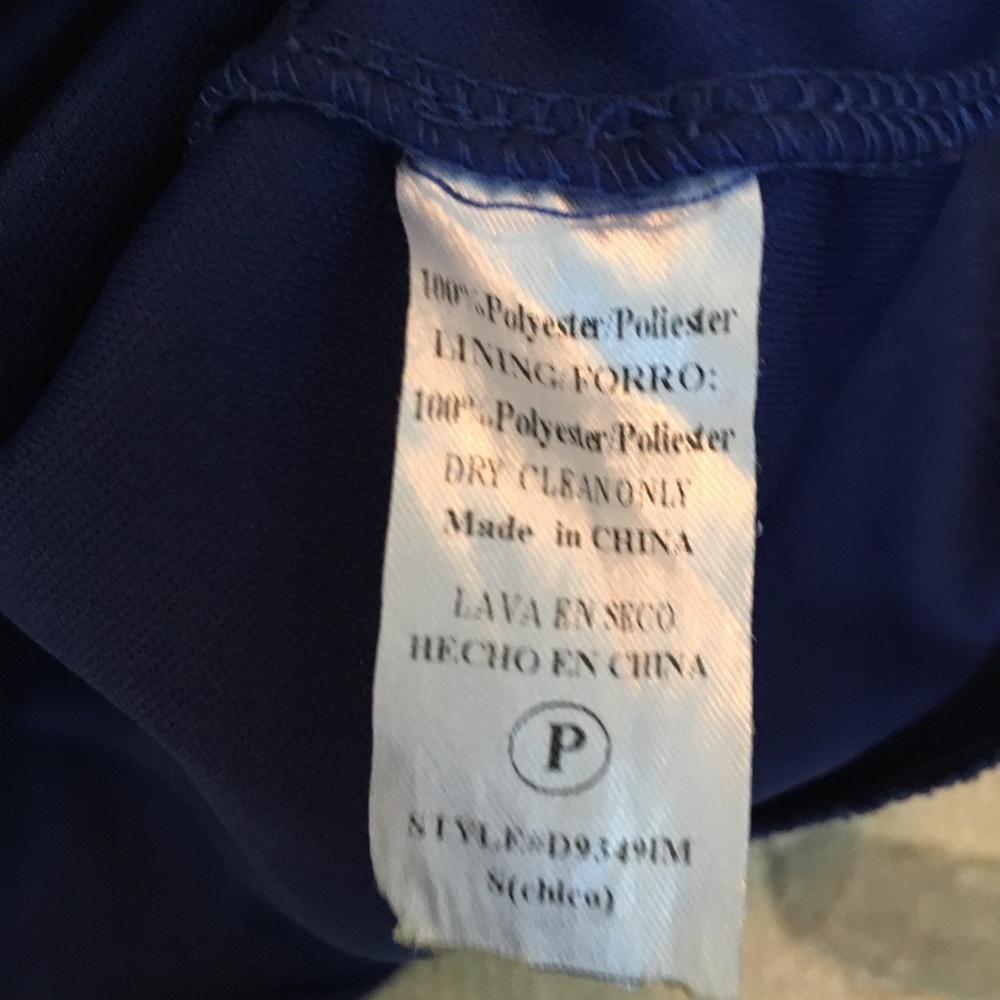 100% Polyester/Poliester
LINING/FORRO:
100% Polyester/Poliester
DRY CLEAN ONLY
Made in CHINA
LAVA EN SECO
HECHO EN CHINA
P
STYLE#D9349IM
S(chico)